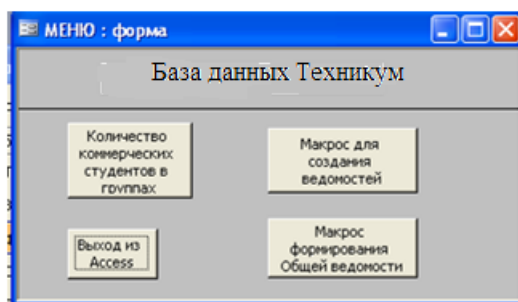 МЕНЮ : форма
База данных Техникум
Количество
коммерческих
студентов в
группах
Макрос для
создания
ведомостей
Выход из
Access
Макрос
формирования
Общей ведомости